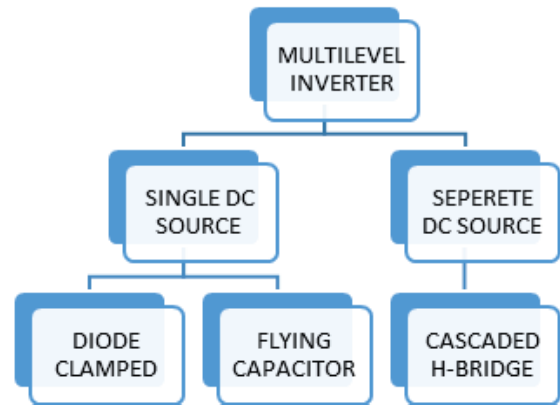 MULTILEVEL
INVERTER
SINGLE DC
SOURCE
SEPERETE
DC SOURCE
DIODE
CLAMPED
FLYING
CAPACITOR
CASCADED
H-BRIDGE